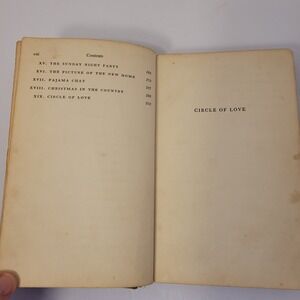 Contents
XV. THE SUNDAY NIGHT PARTY
XVI. THE PICTURE OF THE NEW HOME
XVII. PAJAMA CHAT
XVIII. CHRISTMAS IN THE COUNTRY
XIX. CIRCLE OF LOVE
CIRCLE OF LOVE